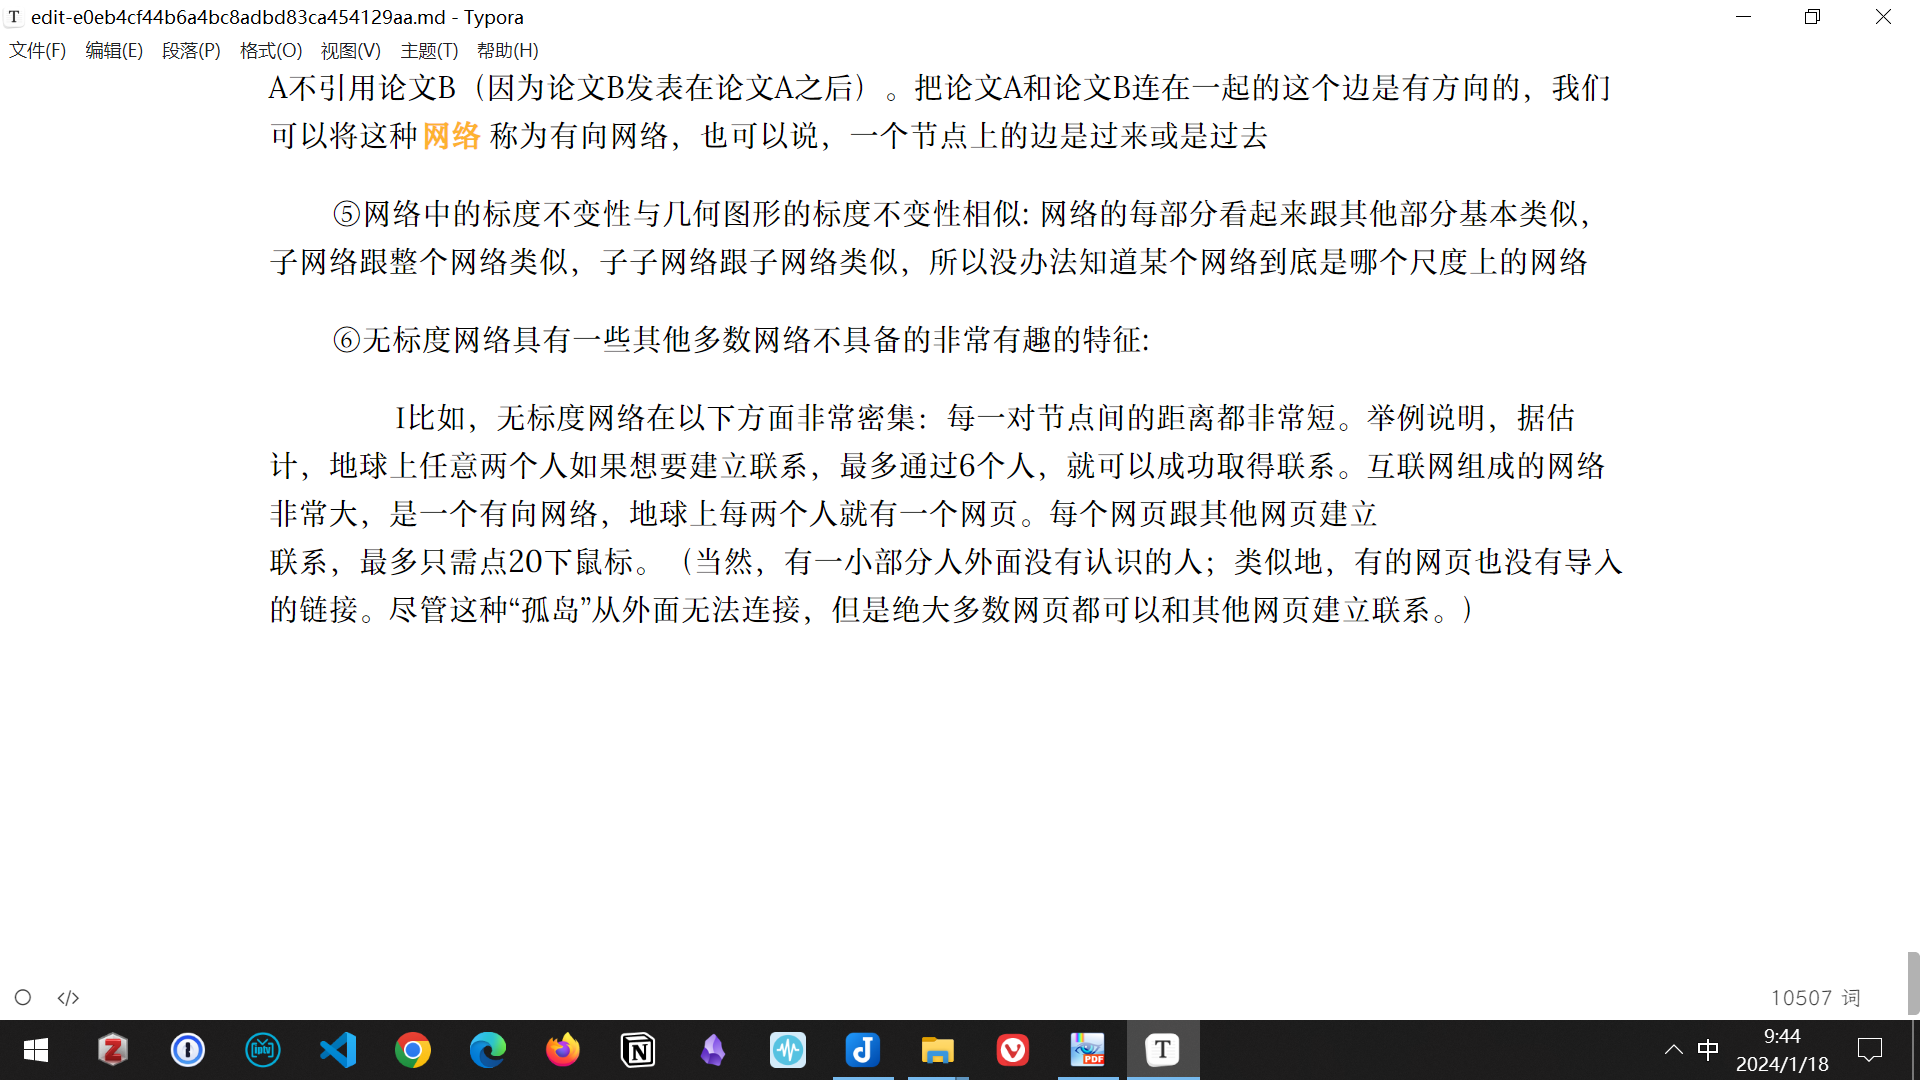 edit-e0eb4cf44b6a4bc8adbd83ca454129aa.md - Typora
文件(F) 编辑(E) 段落(P) 格式(O) 视图(V) 主题(T) 帮助(H)
A不引用论文B（因为论文B发表在论文A之后）。把论文A和论文B连在一起的这个边是有方向的，我们
可以将这种 网络 称为有向网络，也可以说，一个节点上的边是过来或是过去
⑤网络中的标度不变性与几何图形的标度不变性相似: 网络的每部分看起来跟其他部分基本类似，
子网络跟整个网络类似，子子网络跟子网络类似，所以没办法知道某个网络到底是哪个尺度上的网络
⑥无标度网络具有一些其他多数网络不具备的非常有趣的特征:
I比如，无标度网络在以下方面非常密集：每一对节点间的距离都非常短。举例说明，据估
计，地球上任意两个人如果想要建立联系，最多通过6个人，就可以成功取得联系。互联网组成的网络
非常大，是一个有向网络，地球上每两个人就有一个网页。每个网页跟其他网页建立
联系，最多只需点20下鼠标。（当然，有一小部分人外面没有认识的人；类似地，有的网页也没有导入
的链接。尽管这种“孤岛”从外面无法连接，但是绝大多数网页都可以和其他网页建立联系。）
10507 词
中
9:44
2024/1/18